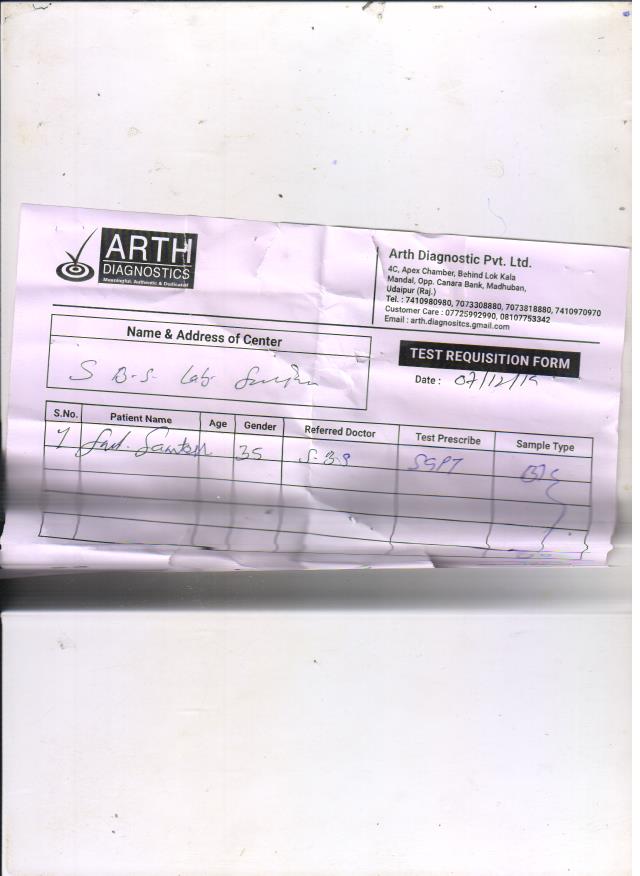 ARTH
DIAGNOSTICS
Meaningful, Authentic & Dedicated
Arth Diagnostic Pvt. Ltd.
4C, Apex Chamber, Behind Lok Kala
Mandal, Opp. Canara Bank, Madhuban,
Udaipur (Raj.)
Tel. : 7410980980, 7073308880, 7073818880, 7410970970
Customer Care : 07725992990, 08107753342
Email : arth.diagnositcs.gmail.com
Name & Address of Center
S B.S. Lab
TEST REQUISITION FORM
Date : 07/12/19
S.No. Patient Name Age Gender Referred Doctor Test Prescribe Sample Type
1 Smt. Santosh 35 S.B.S SGPT